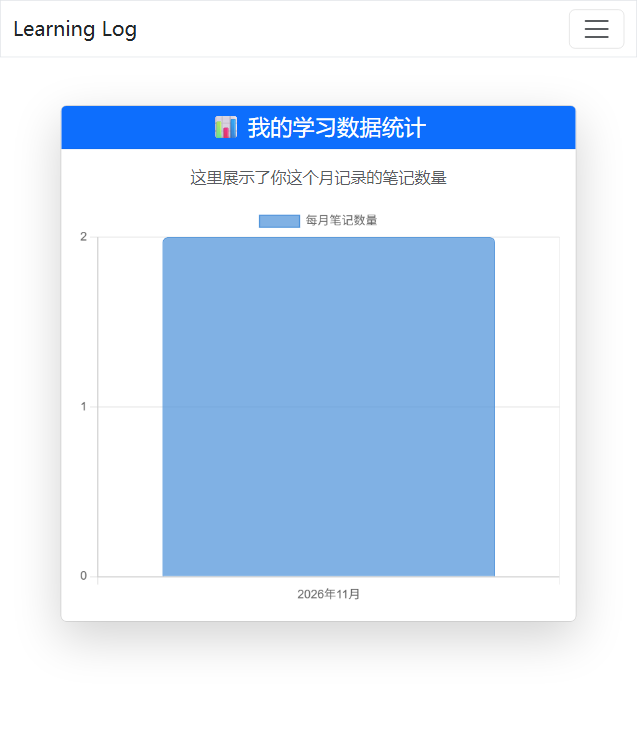 Learning Log
📊 我的学习数据统计
这里展示了你这个月记录的笔记数量
每月笔记数量
2
1
0
2026年11月